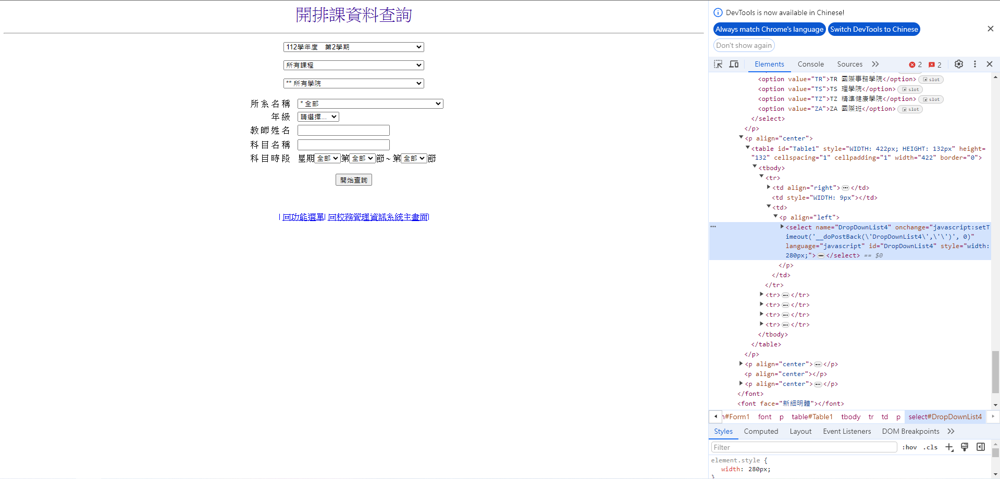 開排課資料查詢
112學年度　第2學期
所有課程
** 所有學院
所系名稱 * 全部
年級 請選擇...
教師姓名
科目名稱
科目時段 星期 全部 第 全部 節 ~ 第 全部 節
開始查詢
| 回功能選單| 回校務管理資訊系統主畫面|
DevTools is now available in Chinese!
Always match Chrome's language Switch DevTools to Chinese
Don't show again
Elements Console Sources 2 2
<option value="TR">TR 國際事務學院</option> slot
<option value="TS">TS 理學院</option> slot
<option value="TZ">TZ 精準健康學院</option> slot
<option value="ZA">ZA 國際班</option> slot
</select>
</p>
<p align="center">
<table id="Table1" style="WIDTH: 422px; HEIGHT: 132px" height=
"132" cellspacing="1" cellpadding="1" width="422" border="0">
<tbody>
<tr>
<td align="right"> ⋯ </td>
<td style="WIDTH: 9px"></td>
<td>
<p align="left">
<select name="DropDownList4" onchange="javascript:setT
imeout('__doPostBack(\'DropDownList4\',\'\')', 0)"
language="javascript" id="DropDownList4" style="width:
280px;"> ⋯ </select> == $0
</p>
</td>
</tr>
<tr> ⋯ </tr>
<tr> ⋯ </tr>
<tr> ⋯ </tr>
<tr> ⋯ </tr>
</tbody>
</table>
</p>
<p align="center"> ⋯ </p>
<p align="center"></p>
<p align="center"> ⋯ </p>
</font>
<font face="新細明體"></font>
#Form1 font p table#Table1 tbody tr td p select#DropDownList4
Styles Computed Layout Event Listeners DOM Breakpoints
Filter :hov .cls
element.style {
width: 280px;
}